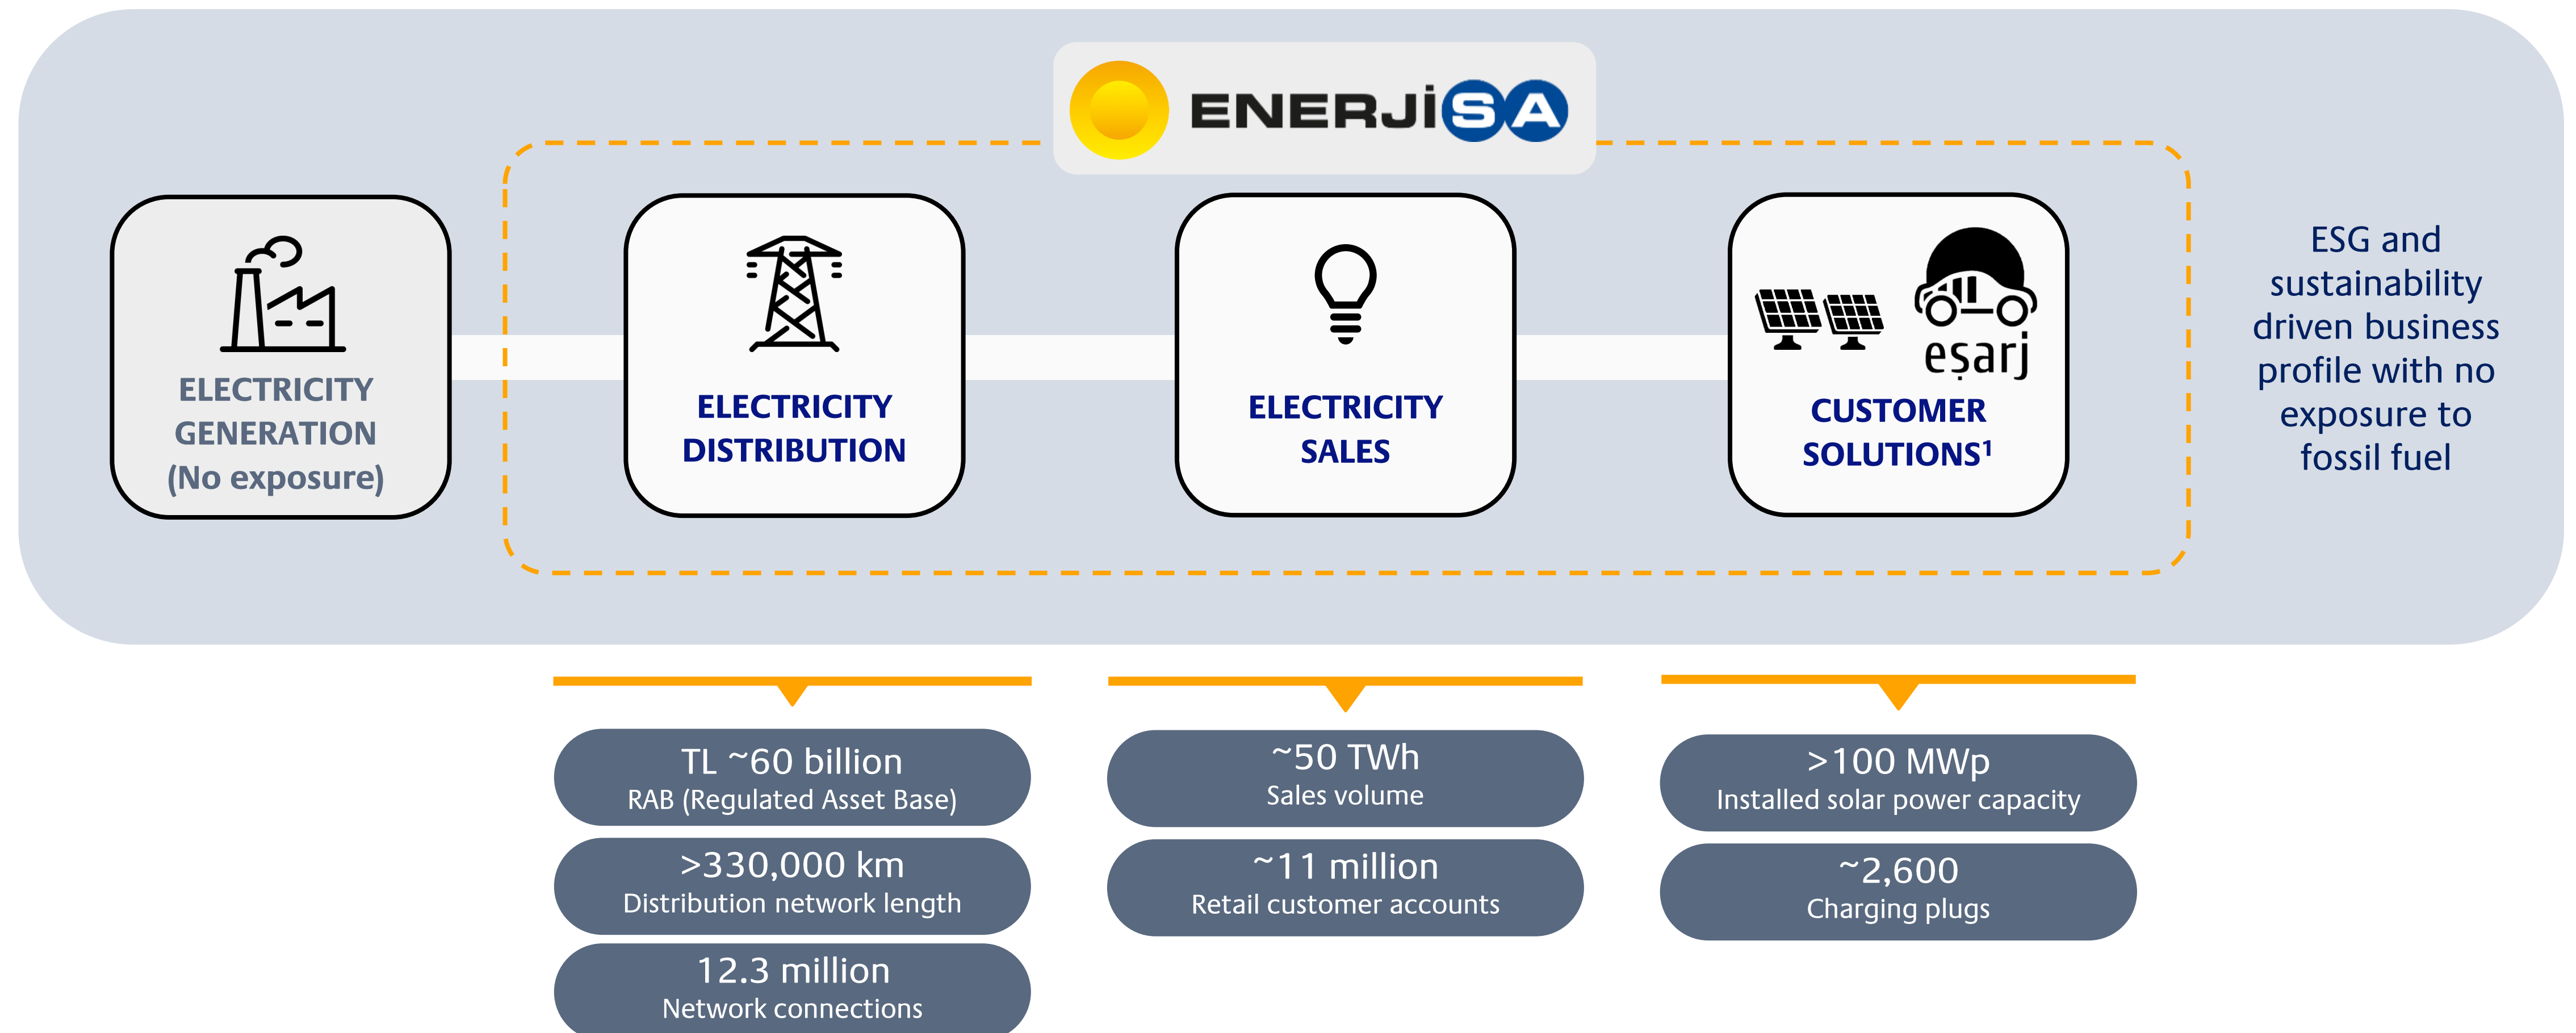 ENERJİSA
ELECTRICITY
GENERATION
(No exposure)
ELECTRICITY
DISTRIBUTION
ELECTRICITY
SALES
eşarj
CUSTOMER
SOLUTIONS¹
ESG and
sustainability
driven business
profile with no
exposure to
fossil fuel
TL ~60 billion
RAB (Regulated Asset Base)
>330,000 km
Distribution network length
12.3 million
Network connections
~50 TWh
Sales volume
~11 million
Retail customer accounts
>100 MWp
Installed solar power capacity
~2,600
Charging plugs